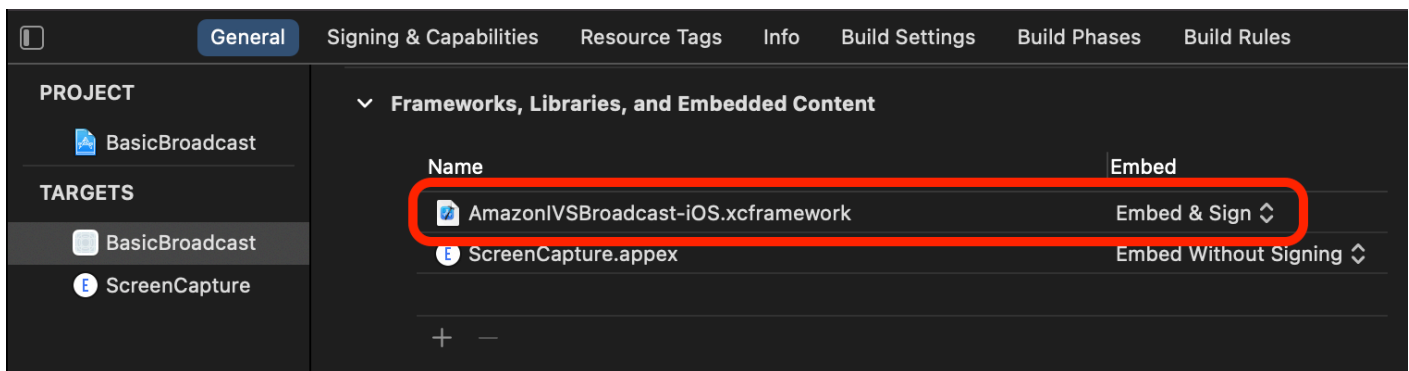 General Signing & Capabilities Resource Tags Info Build Settings Build Phases Build Rules
PROJECT
BasicBroadcast
TARGETS
BasicBroadcast
E ScreenCapture
Frameworks, Libraries, and Embedded Content
Name Embed
AmazonIVSBroadcast-iOS.xcframework Embed & Sign
E ScreenCapture.appex Embed Without Signing